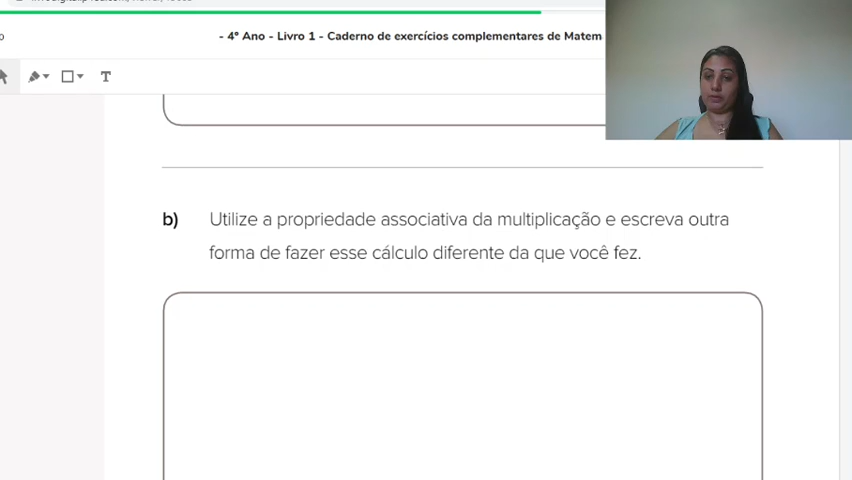 - 4º Ano - Livro 1 - Caderno de exercícios complementares de Matem
T
b) Utilize a propriedade associativa da multiplicação e escreva outra
forma de fazer esse cálculo diferente da que você fez.